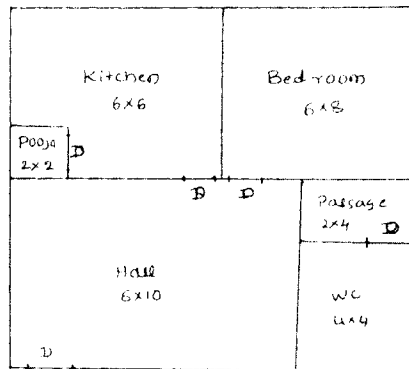 Kitchen
6×6
Bed room
6×8
Pooja
2×2
D
D
D
Passage
2×4
D
Hall
6×10
WC
4×4
D